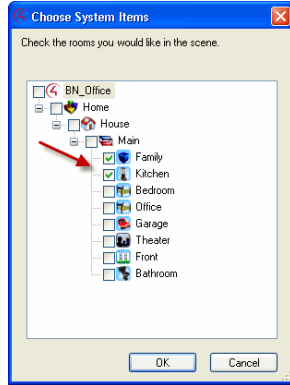 Choose System Items
Check the rooms you would like in the scene.
BN_Office
Home
House
Main
Family
Kitchen
Bedroom
Office
Garage
Theater
Front
Bathroom
OK
Cancel